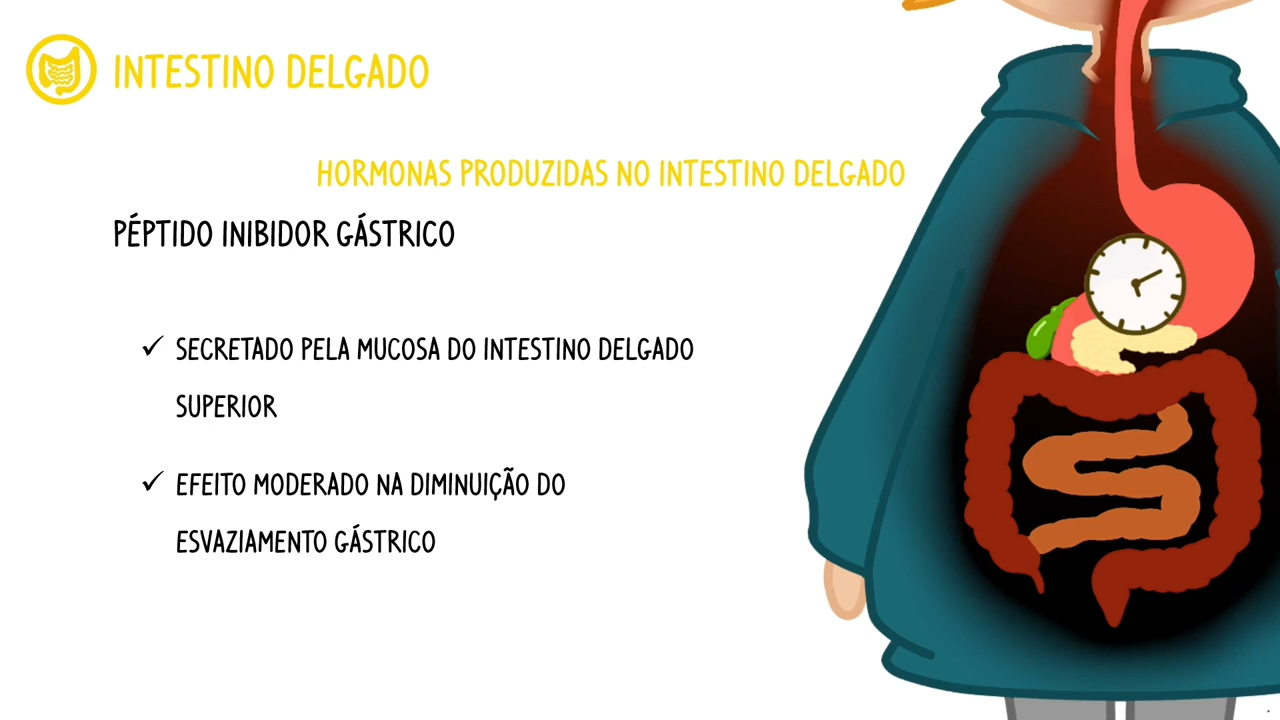 INTESTINO DELGADO
HORMONAS PRODUZIDAS NO INTESTINO DELGADO
PÉPTIDO INIBIDOR GÁSTRICO
✓ SECRETADO PELA MUCOSA DO INTESTINO DELGADO
SUPERIOR
✓ EFEITO MODERADO NA DIMINUIÇÃO DO
ESVAZIAMENTO GÁSTRICO